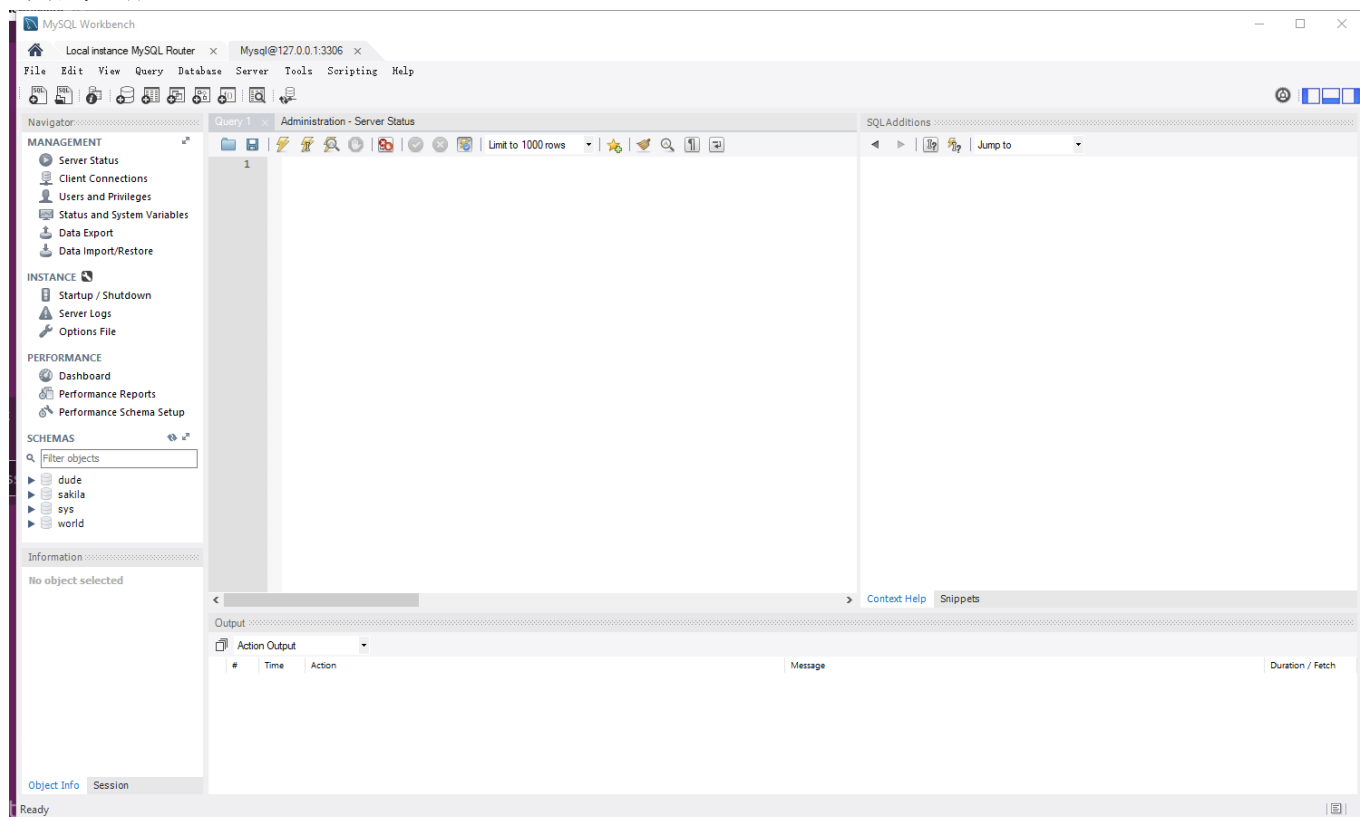 MySQL Workbench
Local instance MySQL Router
Mysql@127.0.0.1:3306
File Edit View Query Database Server Tools Scripting Help
Navigator
MANAGEMENT
Server Status
Client Connections
Users and Privileges
Status and System Variables
Data Export
Data Import/Restore
INSTANCE
Startup / Shutdown
Server Logs
Options File
PERFORMANCE
Dashboard
Performance Reports
Performance Schema Setup
SCHEMAS
Filter objects
dude
sakila
sys
world
Information
No object selected
Object Info Session
Query 1 Administration - Server Status
Limit to 1000 rows
1
SQLAdditions
Jump to
Context Help Snippets
Output
Action Output
# Time Action Message Duration / Fetch
Ready